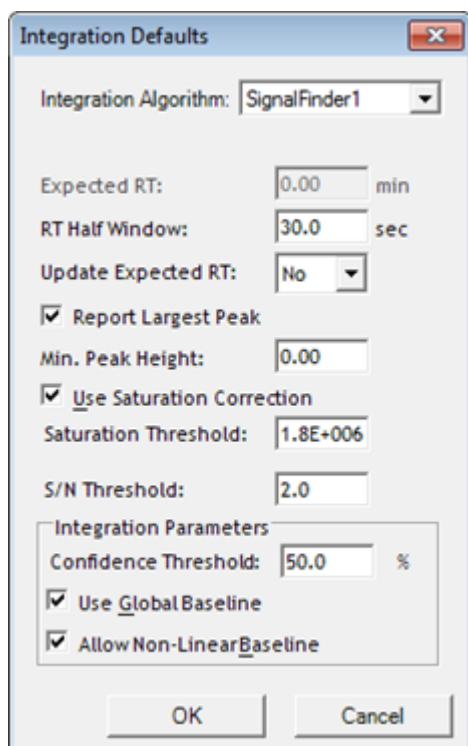 Integration Defaults
Integration Algorithm: SignalFinder1
Expected RT: 0.00 min
RT Half Window: 30.0 sec
Update Expected RT: No
Report Largest Peak
Min. Peak Height: 0.00
Use Saturation Correction
Saturation Threshold: 1.8E+006
S/N Threshold: 2.0
Integration Parameters
Confidence Threshold: 50.0 %
Use Global Baseline
Allow Non-LinearBaseline
OK Cancel